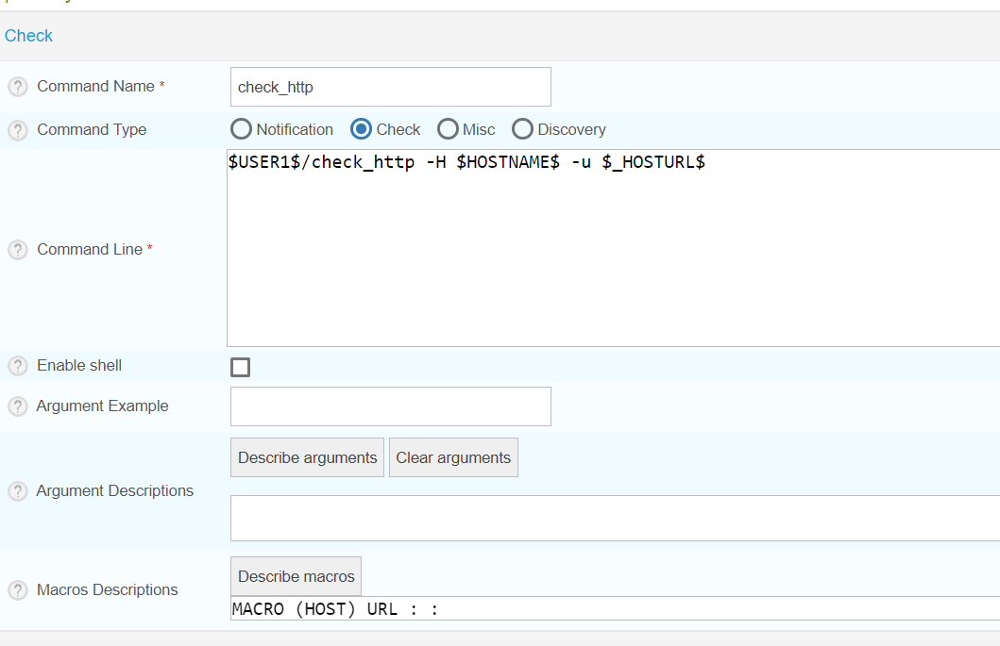 Check
Command Name *
check_http
Command Type
Notification Check Misc Discovery
Command Line *
$USER1$/check_http -H $HOSTNAME$ -u $_HOSTURL$
Enable shell
Argument Example
Argument Descriptions
Describe arguments Clear arguments
Macros Descriptions
Describe macros
MACRO (HOST) URL : :